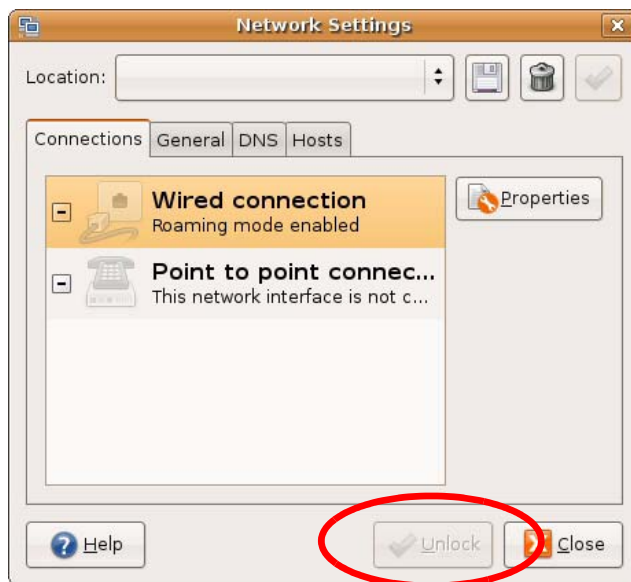 Network Settings
Location:
Connections General DNS Hosts
Wired connection
Roaming mode enabled
Properties
Point to point connec...
This network interface is not c...
Help Unlock Close